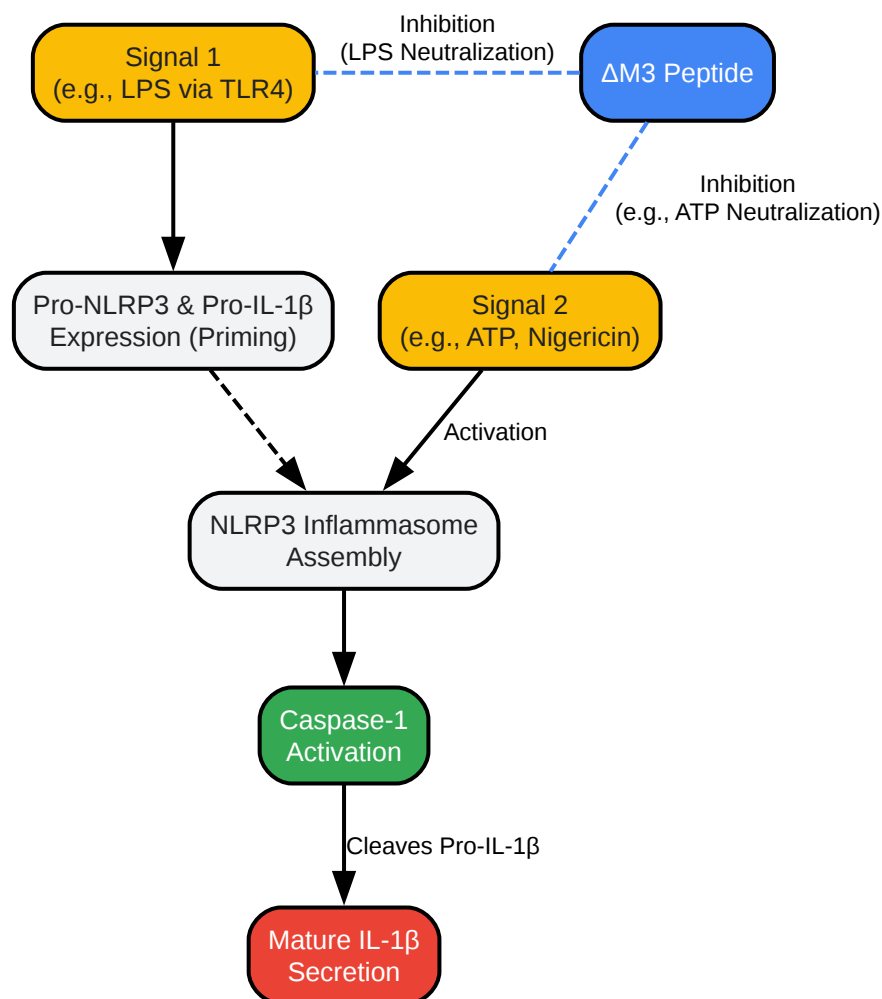 Inhibition
(LPS Neutralization)
Signal 1
(e.g., LPS via TLR4)
ΔM3 Peptide
Inhibition
(e.g., ATP Neutralization)
Pro-NLRP3 & Pro-IL-1β
Expression (Priming)
Signal 2
(e.g., ATP, Nigericin)
Activation
NLRP3 Inflammasome
Assembly
Caspase-1
Activation
Cleaves Pro-IL-1β
Mature IL-1β
Secretion